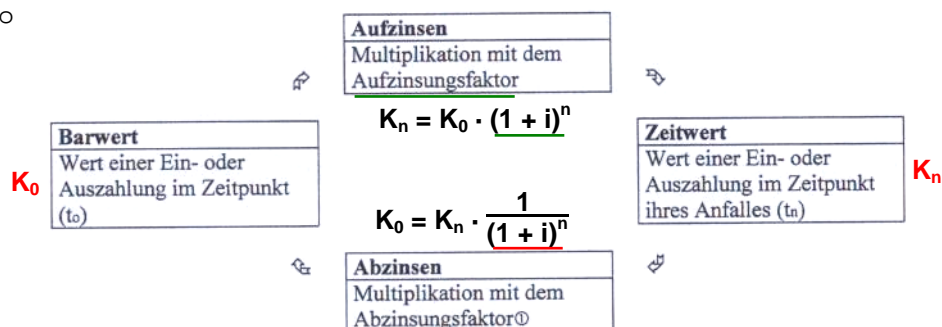 O
Aufzinsen
Multiplikation mit dem
Aufzinsungsfaktor
Kn = K0 · (1 + i)^n
Barwert
Wert einer Ein- oder
Auszahlung im Zeitpunkt
(to)
K0
Zeitwert
Wert einer Ein- oder
Auszahlung im Zeitpunkt
ihres Anfalles (tn)
Kn
K0 = Kn · 1/(1 + i)^n
Abzinsen
Multiplikation mit dem
Abzinsungsfaktor①